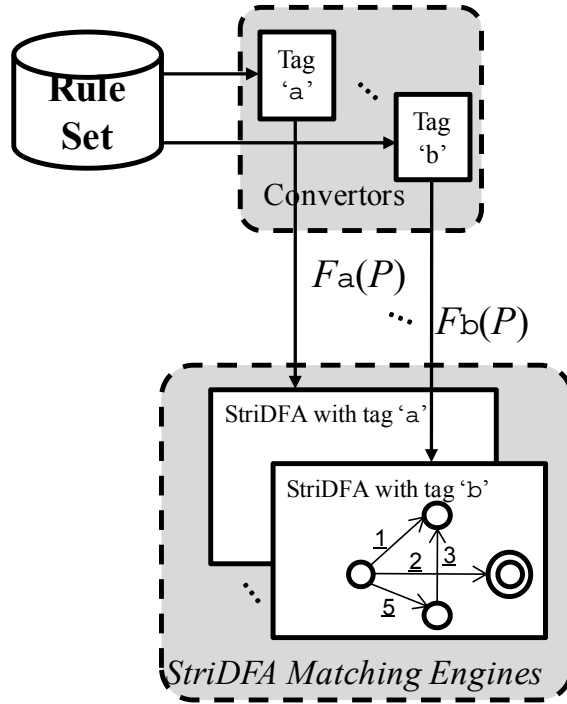 Rule
Set
Tag
‘a’
Tag
‘b’
Convertors
Fa(P)
Fb(P)
StriDFA with tag ‘a’
StriDFA with tag ‘b’
1
2
3
5
StriDFA Matching Engines